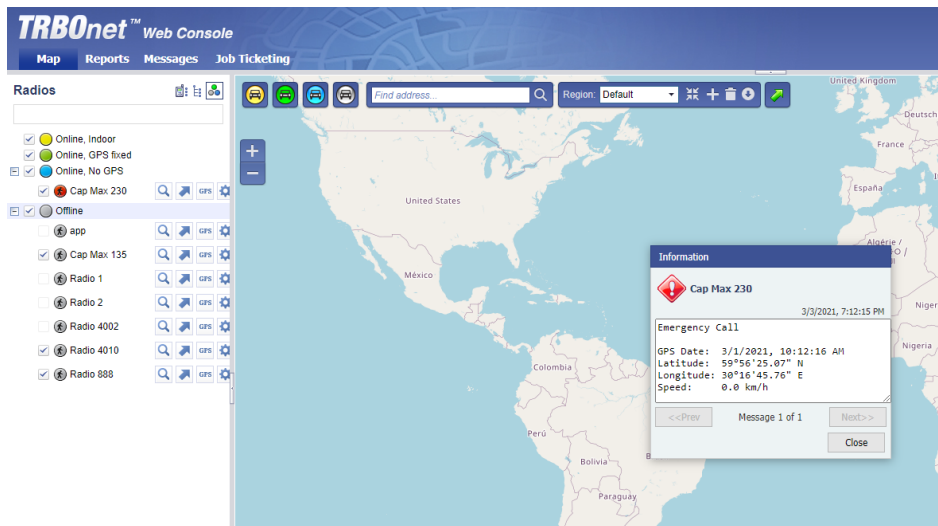 TRBOnet™ Web Console
Map Reports Messages Job Ticketing
Radios
Online, Indoor
Online, GPS fixed
Online, No GPS
Cap Max 230 GPS
Offline
app GPS
Cap Max 135 GPS
Radio 1 GPS
Radio 2 GPS
Radio 4002 GPS
Radio 4010 GPS
Radio 888 GPS
Find address...
Region: Default
+
−
United Kingdom
Deutsch
France
España
United States
México
Colombia
Perú
Bolivia
Paraguay
Algérie /
Niger
Nigeria
Information
Cap Max 230
3/3/2021, 7:12:15 PM
Emergency Call
GPS Date: 3/1/2021, 10:12:16 AM
Latitude: 59°56'25.07" N
Longitude: 30°16'45.76" E
Speed: 0.0 km/h
<<Prev Message 1 of 1 Next>>
Close